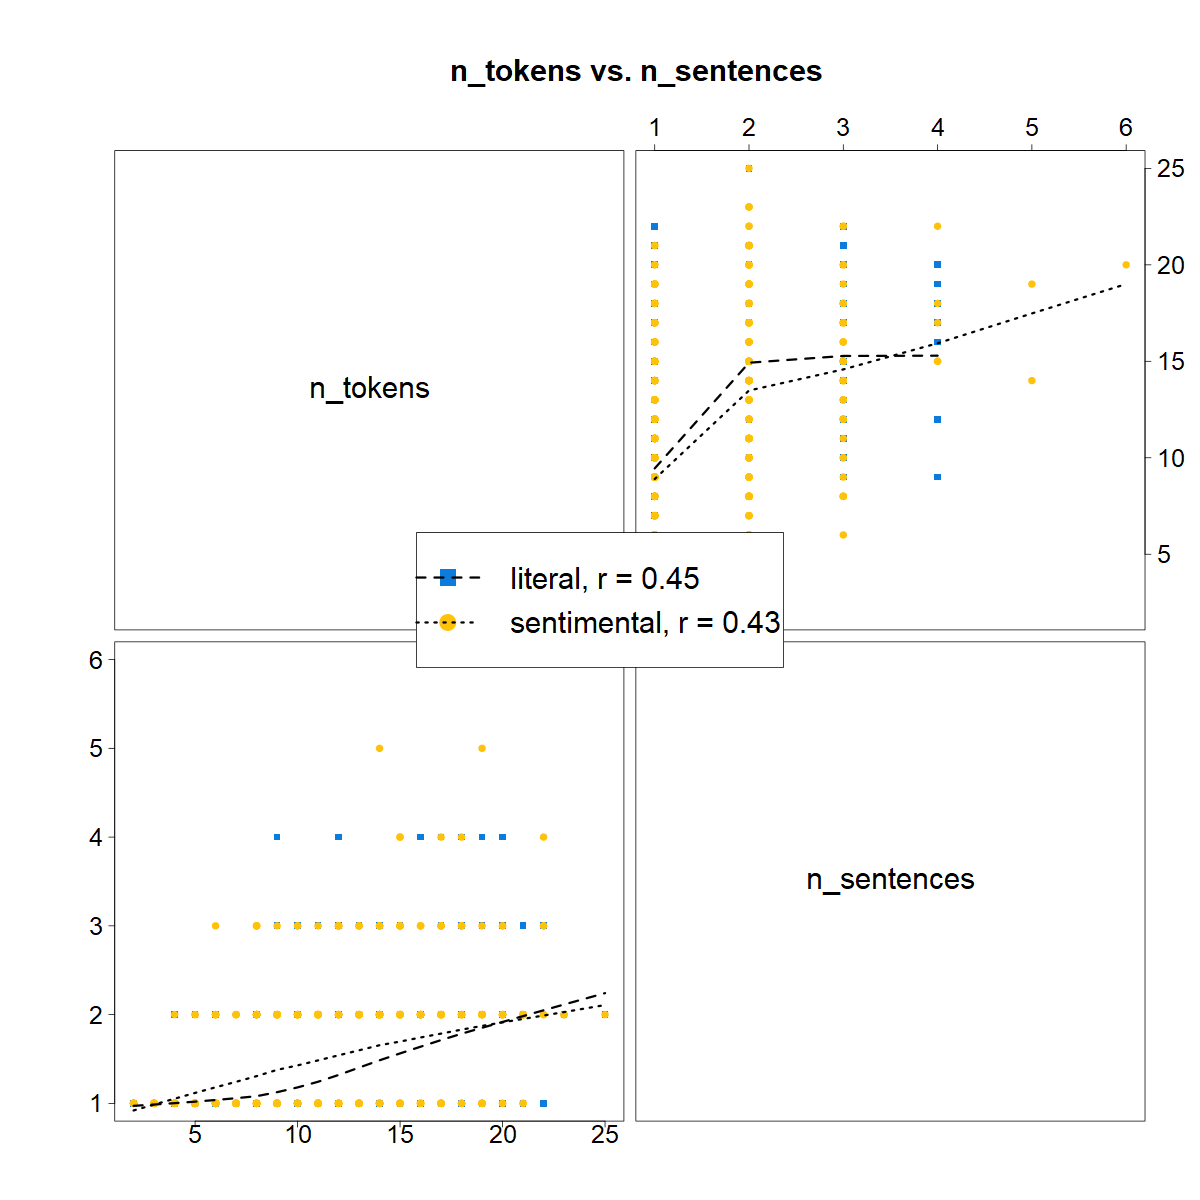 n_tokens vs. n_sentences
1 2 3 4 5 6
25
20
15
10
5
n_tokens
literal, r = 0.45
sentimental, r = 0.43
6
5
4
3
2
1
n_sentences
5 10 15 20 25